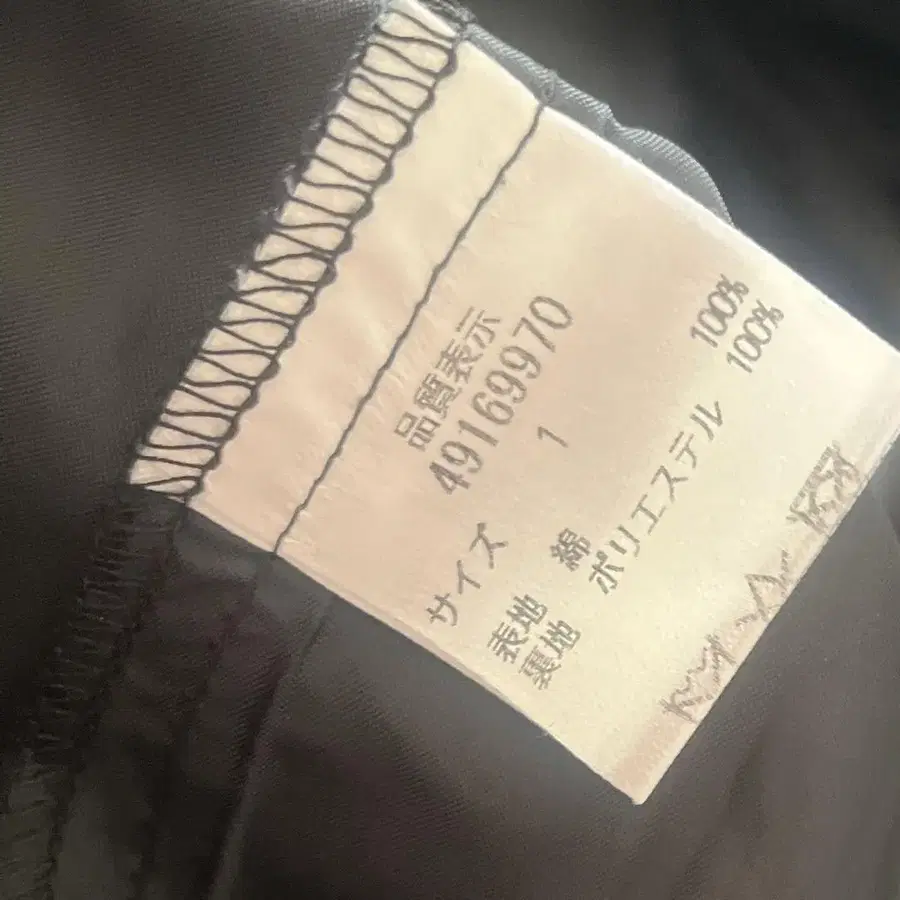 品質表示
49169970
サイズ 1
表地 綿 100%
裏地 ポリエステル 100%